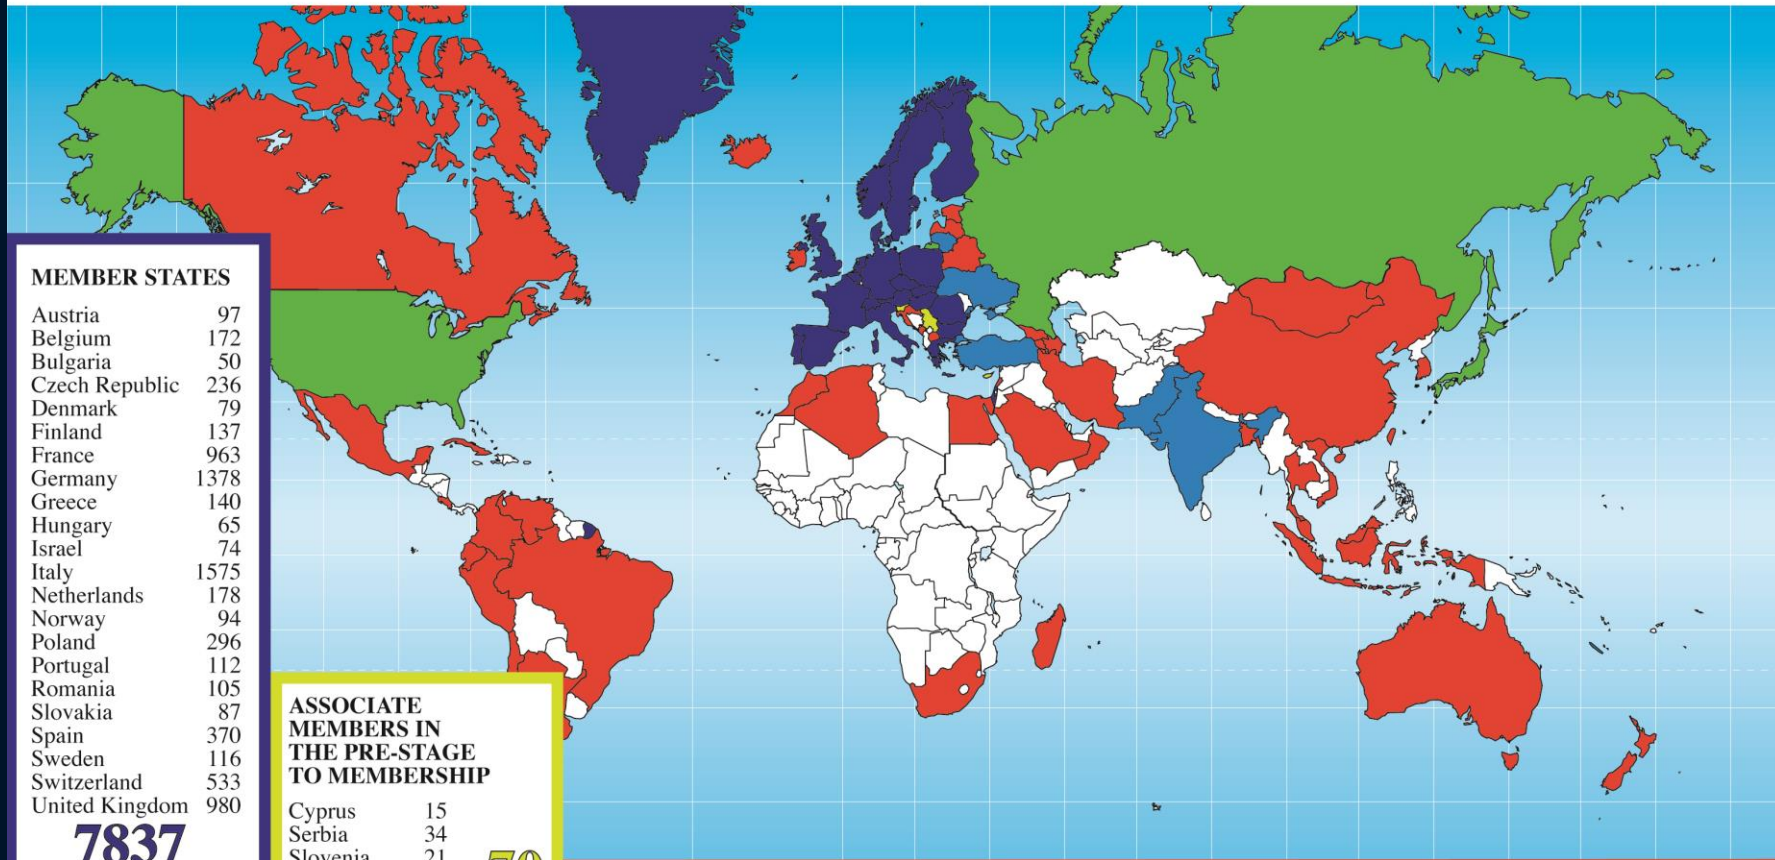 MEMBER STATES
Austria 97
Belgium 172
Bulgaria 50
Czech Republic 236
Denmark 79
Finland 137
France 963
Germany 1378
Greece 140
Hungary 65
Israel 74
Italy 1575
Netherlands 178
Norway 94
Poland 296
Portugal 112
Romania 105
Slovakia 87
Spain 370
Sweden 116
Switzerland 533
United Kingdom 980
7837
ASSOCIATE
MEMBERS IN
THE PRE-STAGE
TO MEMBERSHIP
Cyprus 15
Serbia 34
Slovenia 21
70